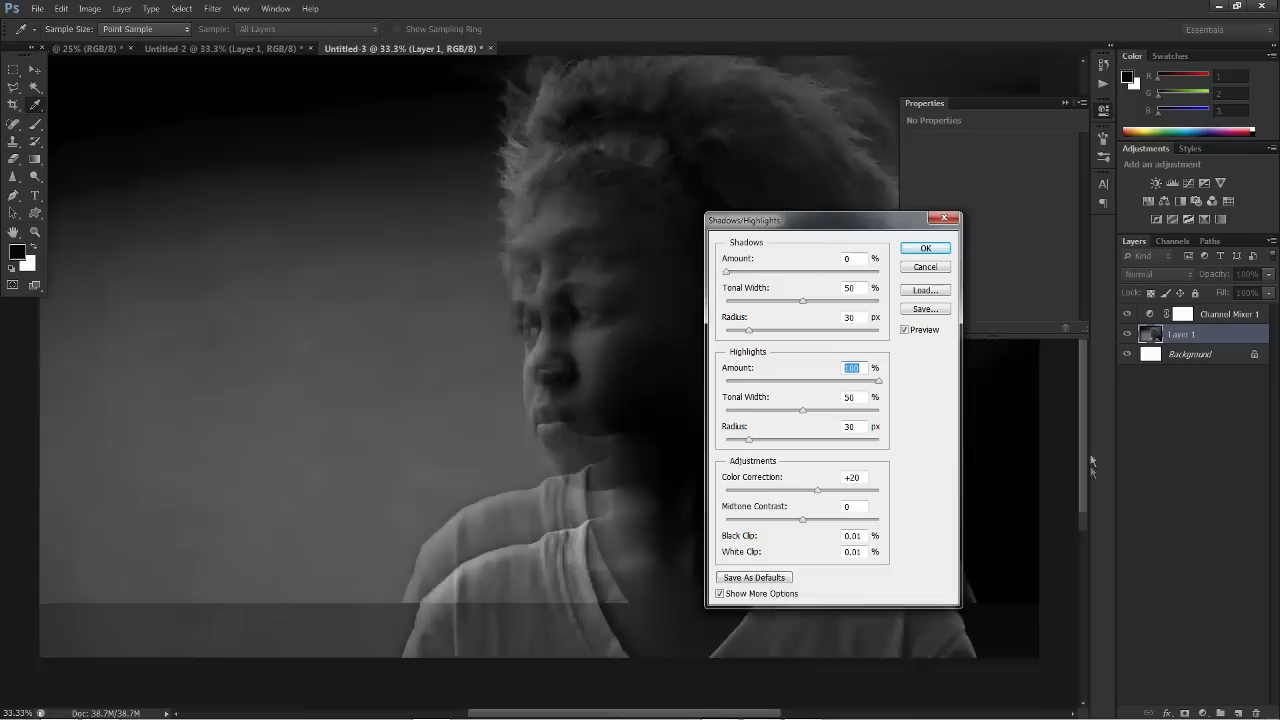 Ps File Edit Image Layer Type Select Filter View Window Help
Sample Size: Point Sample Sample: All Layers Show Sampling Ring Essentials
@ 25% (RGB/8) * × Untitled-2 @ 33.3% (Layer 1, RGB/8) * × Untitled-3 @ 33.3% (Layer 1, RGB/8) * ×
Color Swatches
R 1
G 2
B 3
Properties
No Properties
Adjustments Styles
Add an adjustment
Shadows/Highlights
Shadows
Amount: 0 %
Tonal Width: 50 %
Radius: 30 px
Highlights
Amount: 100 %
Tonal Width: 50 %
Radius: 30 px
Adjustments
Color Correction: +20
Midtone Contrast: 0
Black Clip: 0.01 %
White Clip: 0.01 %
Save As Defaults
Show More Options
OK
Cancel
Load...
Save...
Preview
Layers Channels Paths
Kind
Normal Opacity: 100%
Lock: Fill: 100%
Channel Mixer 1
Layer 1
Background
33.33% Doc: 38.7M/38.7M